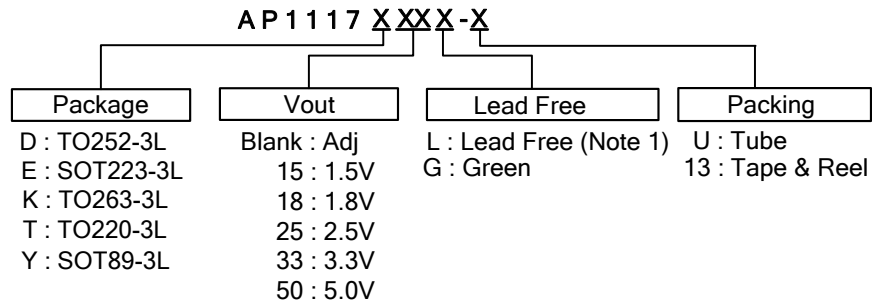 AP1117 X XX X - X
Package
D : TO252-3L
E : SOT223-3L
K : TO263-3L
T : TO220-3L
Y : SOT89-3L
Vout
Blank : Adj
15 : 1.5V
18 : 1.8V
25 : 2.5V
33 : 3.3V
50 : 5.0V
Lead Free
L : Lead Free (Note 1)
G : Green
Packing
U : Tube
13 : Tape & Reel